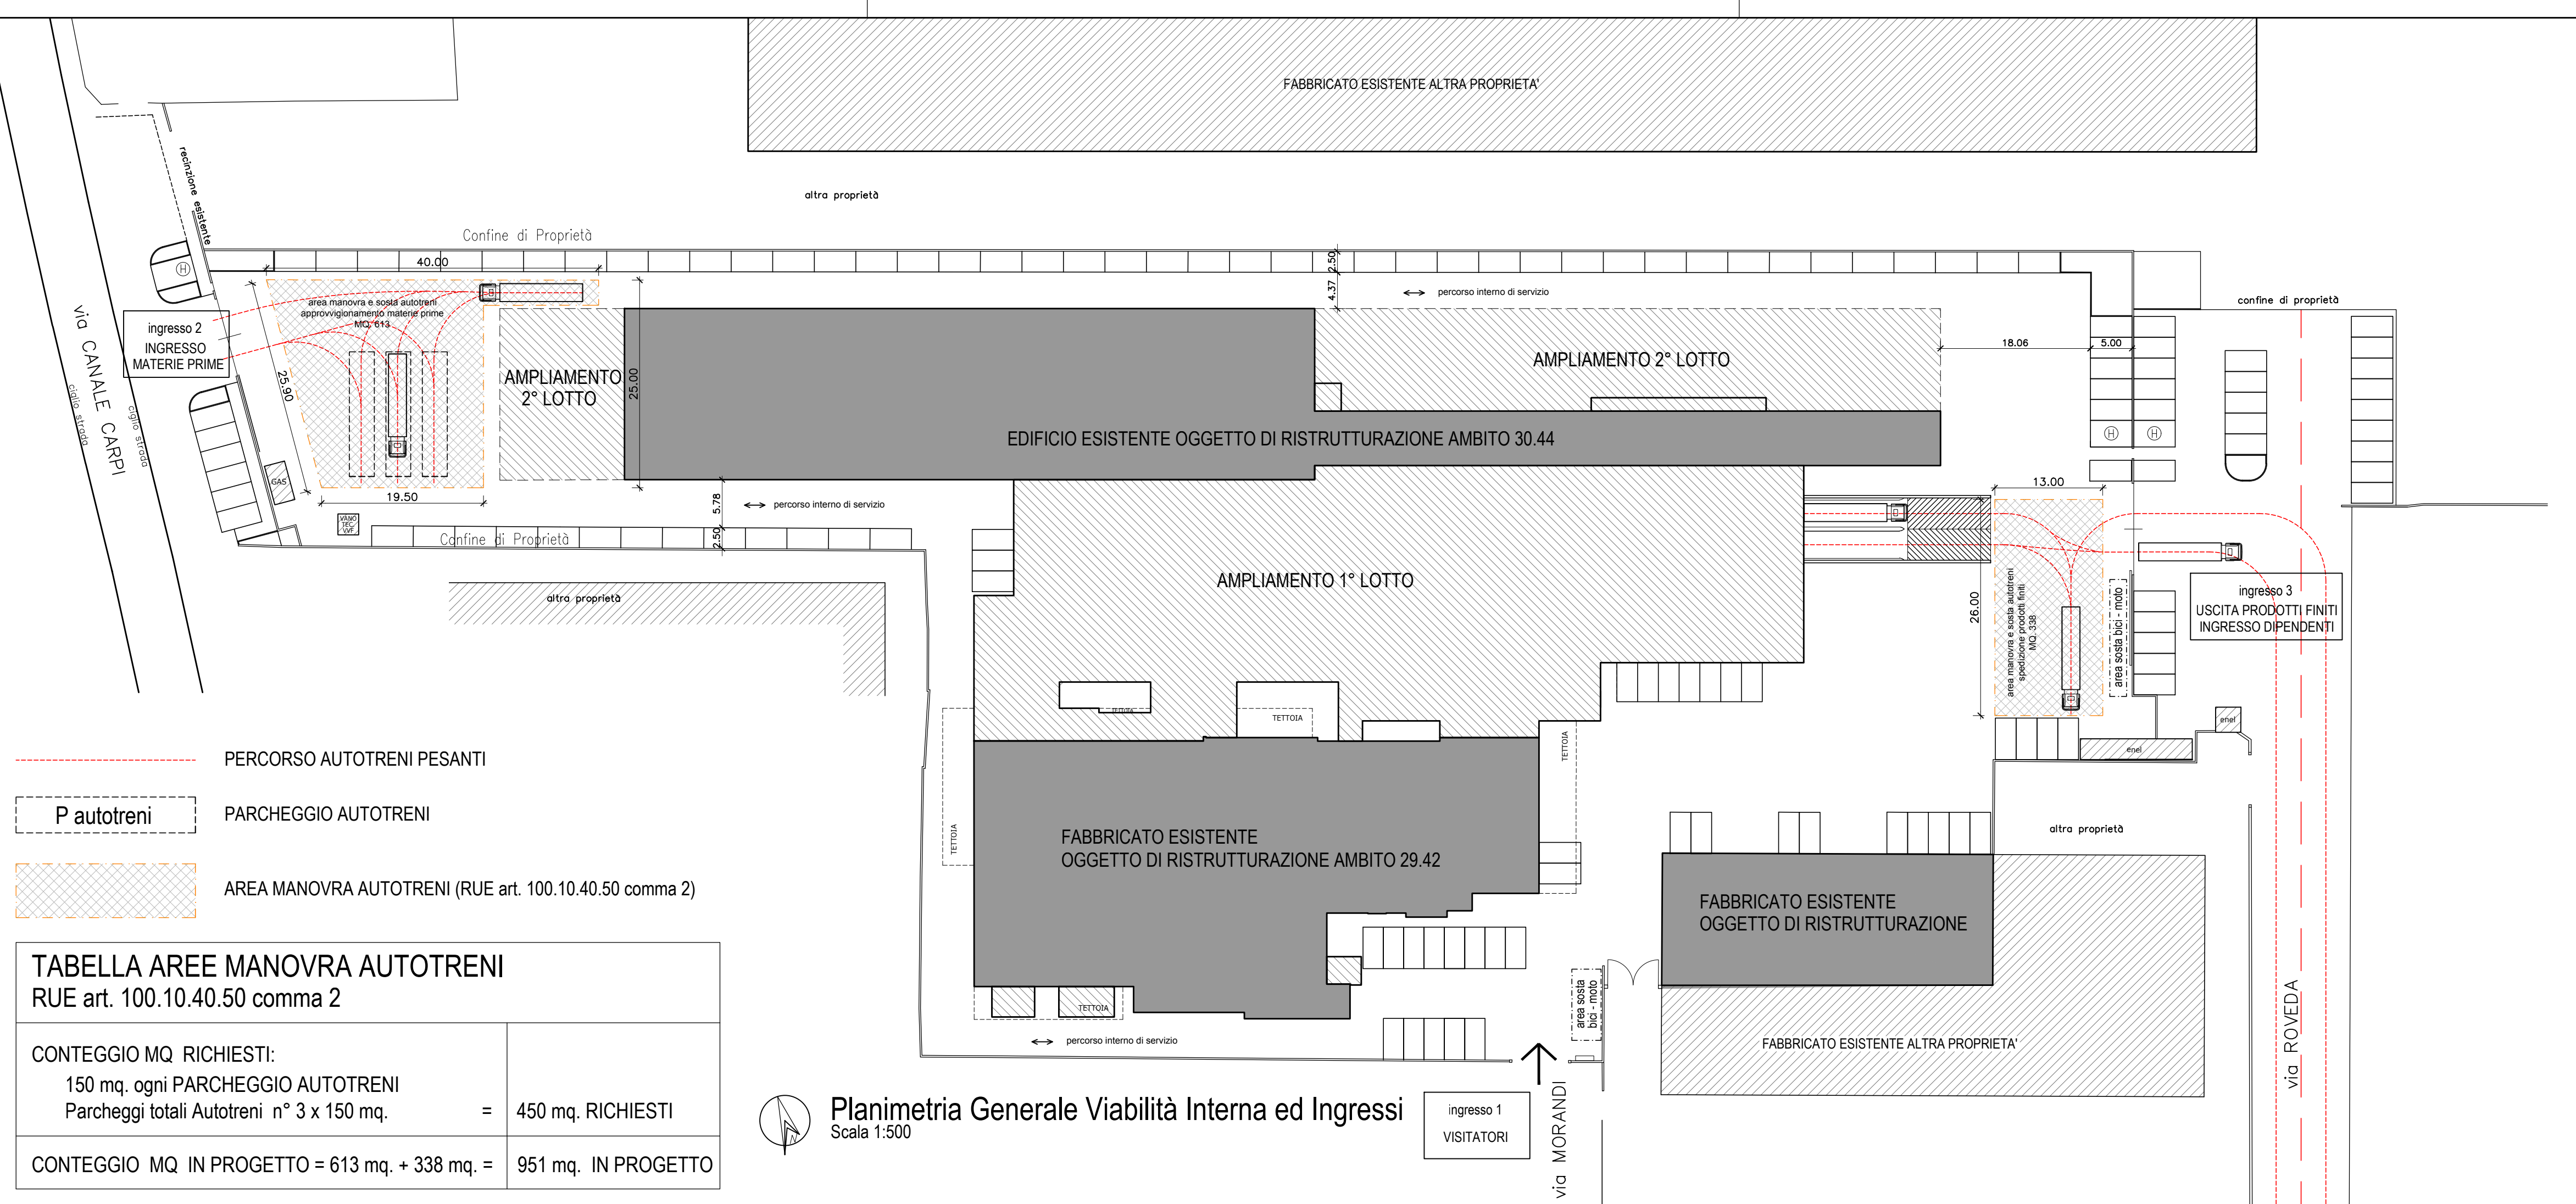 FABBRICATO ESISTENTE ALTRA PROPRIETA'
altra proprietà
recinzione esistente
Confine di Proprietà
40.00
2.50
4.37
percorso interno di servizio
confine di proprietà
H
area manovra e sosta autotreni
approvvigionamento materie prime
MQ. 613
ingresso 2
INGRESSO
MATERIE PRIME
via CANALE CARPI
ciglio strada
ciglio strada
25.90
25.00
AMPLIAMENTO
2° LOTTO
AMPLIAMENTO 2° LOTTO
18.06
5.00
EDIFICIO ESISTENTE OGGETTO DI RISTRUTTURAZIONE AMBITO 30.44
H
H
GAS
19.50
VANO
TEC.
VVF
5.78
2.50
percorso interno di servizio
Confine di Proprietà
13.00
26.00
area manovra e sosta autotreni
spedizione prodotti finiti
MQ. 338
area sosta bici - moto
ingresso 3
USCITA PRODOTTI FINITI
INGRESSO DIPENDENTI
AMPLIAMENTO 1° LOTTO
altra proprietà
TETTOIA
TETTOIA
TETTOIA
TETTOIA
enel
enel
altra proprietà
FABBRICATO ESISTENTE
OGGETTO DI RISTRUTTURAZIONE AMBITO 29.42
FABBRICATO ESISTENTE
OGGETTO DI RISTRUTTURAZIONE
TETTOIA
percorso interno di servizio
area sosta
bici - moto
FABBRICATO ESISTENTE ALTRA PROPRIETA'
via ROVEDA
via MORANDI
ingresso 1
VISITATORI
N
Planimetria Generale Viabilità Interna ed Ingressi
Scala 1:500
PERCORSO AUTOTRENI PESANTI
P autotreni
PARCHEGGIO AUTOTRENI
AREA MANOVRA AUTOTRENI (RUE art. 100.10.40.50 comma 2)
TABELLA AREE MANOVRA AUTOTRENI
RUE art. 100.10.40.50 comma 2
CONTEGGIO MQ RICHIESTI:
150 mq. ogni PARCHEGGIO AUTOTRENI
Parcheggi totali Autotreni n° 3 x 150 mq. = 450 mq. RICHIESTI
CONTEGGIO MQ IN PROGETTO = 613 mq. + 338 mq. = 951 mq. IN PROGETTO